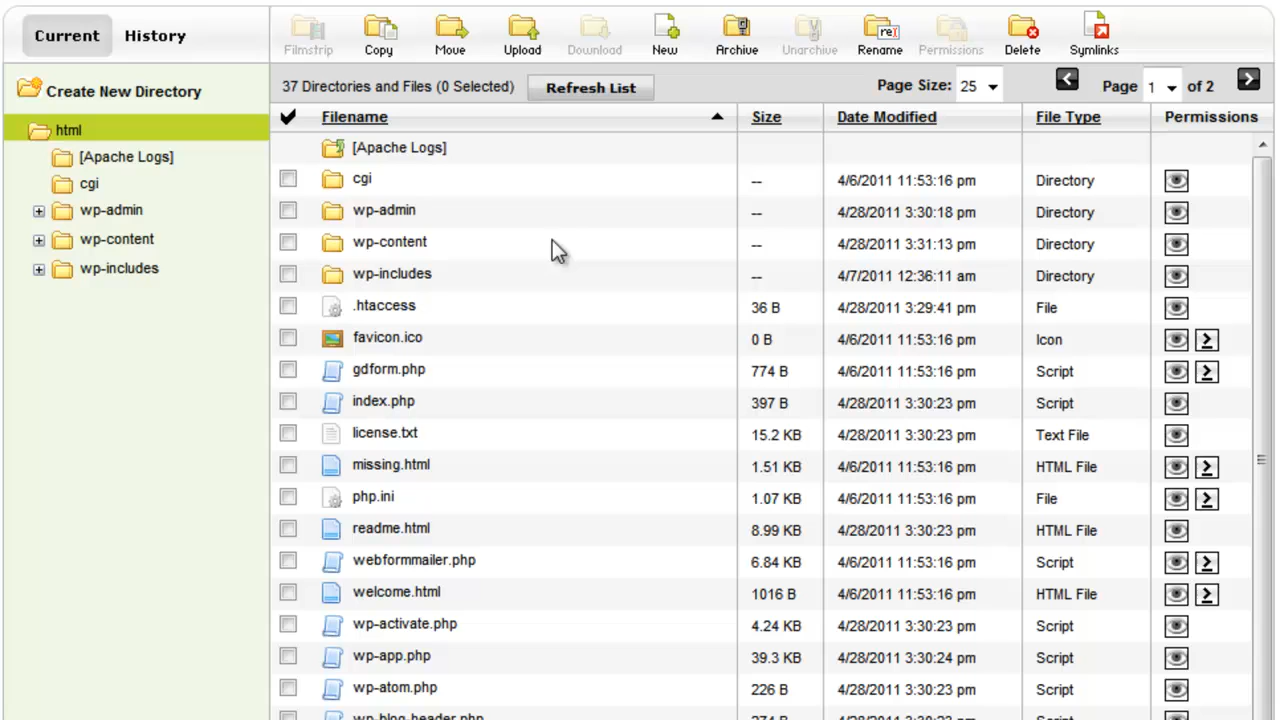 Current History
Filmstrip Copy Move Upload Download New Archive Unarchive Rename Permissions Delete Symlinks
Create New Directory
37 Directories and Files (0 Selected) Refresh List Page Size: 25 Page 1 of 2
html
[Apache Logs]
cgi
wp-admin
wp-content
wp-includes
Filename Size Date Modified File Type Permissions
[Apache Logs]
cgi -- 4/6/2011 11:53:16 pm Directory
wp-admin -- 4/28/2011 3:30:18 pm Directory
wp-content -- 4/28/2011 3:31:13 pm Directory
wp-includes -- 4/7/2011 12:36:11 am Directory
.htaccess 36 B 4/28/2011 3:29:41 pm File
favicon.ico 0 B 4/6/2011 11:53:16 pm Icon
gdform.php 774 B 4/6/2011 11:53:16 pm Script
index.php 397 B 4/28/2011 3:30:23 pm Script
license.txt 15.2 KB 4/28/2011 3:30:23 pm Text File
missing.html 1.51 KB 4/6/2011 11:53:16 pm HTML File
php.ini 1.07 KB 4/6/2011 11:53:16 pm File
readme.html 8.99 KB 4/28/2011 3:30:23 pm HTML File
webformmailer.php 6.84 KB 4/6/2011 11:53:16 pm Script
welcome.html 1016 B 4/6/2011 11:53:16 pm HTML File
wp-activate.php 4.24 KB 4/28/2011 3:30:23 pm Script
wp-app.php 39.3 KB 4/28/2011 3:30:24 pm Script
wp-atom.php 226 B 4/28/2011 3:30:23 pm Script
wp-blog-header.php